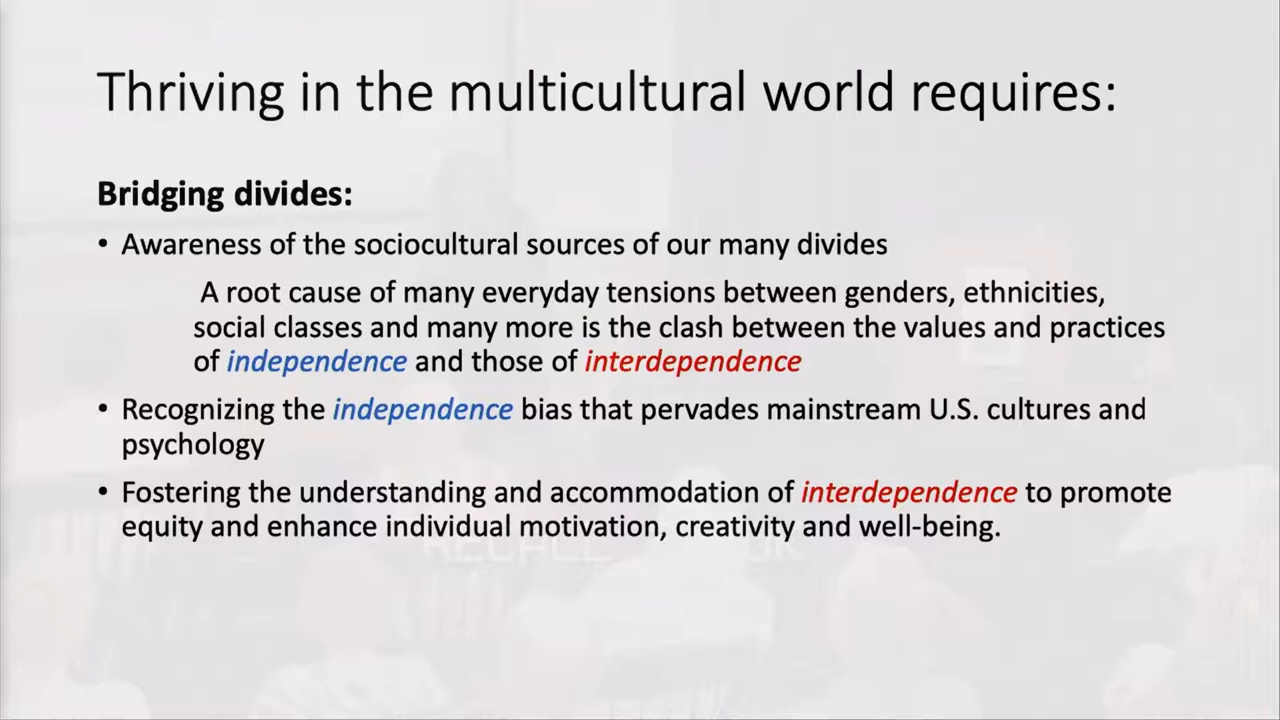 Thriving in the multicultural world requires:
Bridging divides:
• Awareness of the sociocultural sources of our many divides
A root cause of many everyday tensions between genders, ethnicities,
social classes and many more is the clash between the values and practices
of independence and those of interdependence
• Recognizing the independence bias that pervades mainstream U.S. cultures and
psychology
• Fostering the understanding and accommodation of interdependence to promote
equity and enhance individual motivation, creativity and well-being.